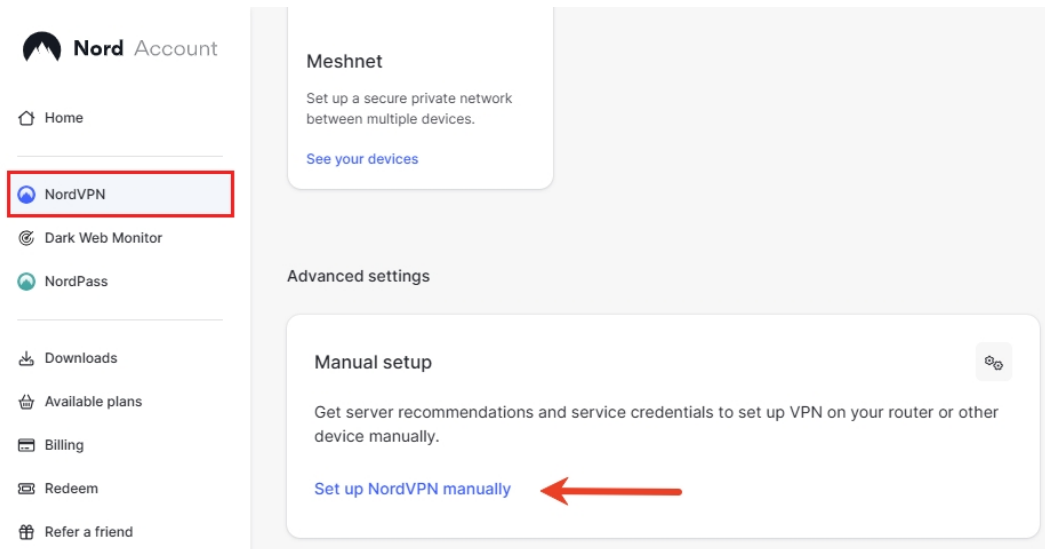 Nord Account
Home
NordVPN
Dark Web Monitor
NordPass
Downloads
Available plans
Billing
Redeem
Refer a friend
Meshnet
Set up a secure private network
between multiple devices.
See your devices
Advanced settings
Manual setup
Get server recommendations and service credentials to set up VPN on your router or other
device manually.
Set up NordVPN manually